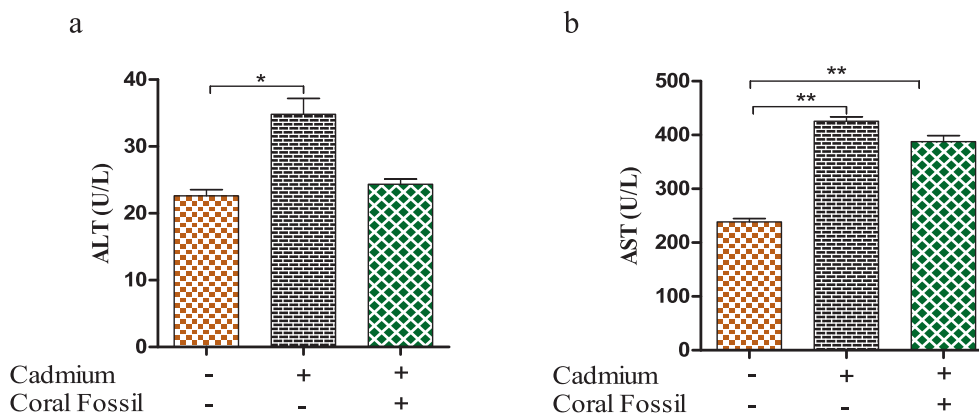 a
b
ALT (U/L)
40
30
20
10
0
*
Cadmium - + +
Coral Fossil - - +
AST (U/L)
500
400
300
200
100
0
**
**
Cadmium - + +
Coral Fossil - - +